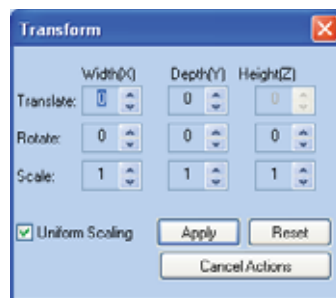 Transform
Width(X) Depth(Y) Height(Z)
Translate: 0 0 0
Rotate: 0 0 0
Scale: 1 1 1
Uniform Scaling Apply Reset
Cancel Actions